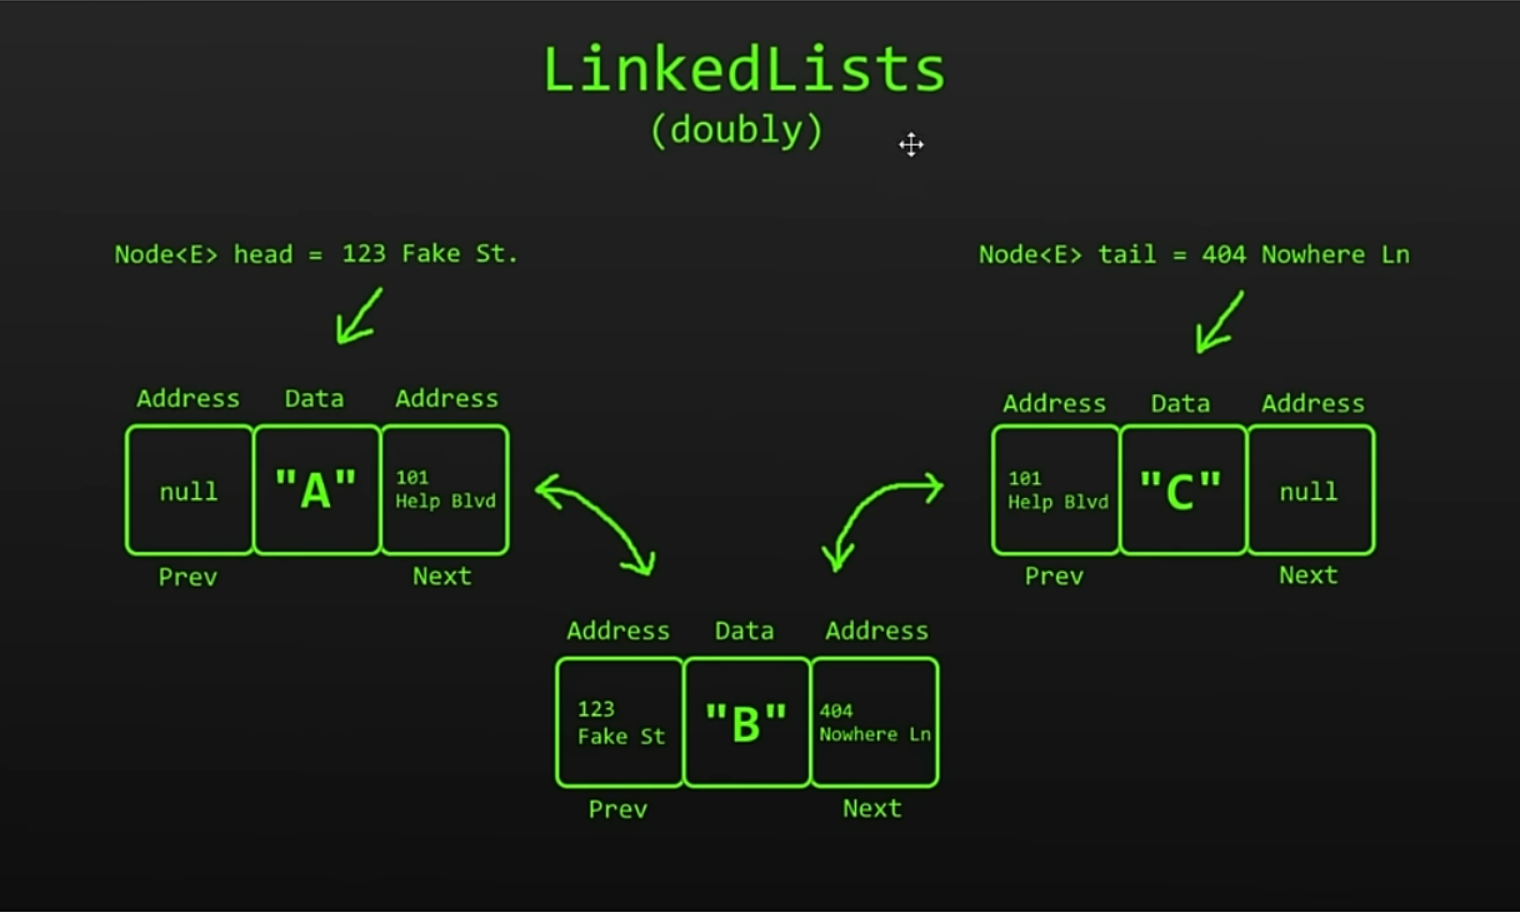 LinkedLists
(doubly)
Node<E> head = 123 Fake St.
Node<E> tail = 404 Nowhere Ln
Address Data Address
null "A" 101
Help Blvd
Prev Next
Address Data Address
101
Help Blvd "C" null
Prev Next
Address Data Address
123
Fake St "B" 404
Nowhere Ln
Prev Next